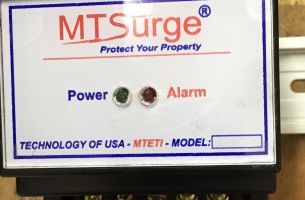 MTSurge®
Protect Your Property
Power Alarm
TECHNOLOGY OF USA - MTETI - MODEL: